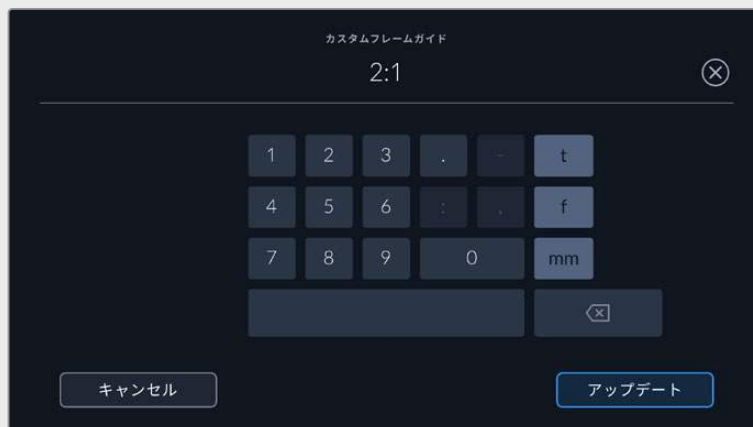 カスタムフレームガイド
2:1
1 2 3 . - t
4 5 6 : , f
7 8 9 0 mm
キャンセル アップデート